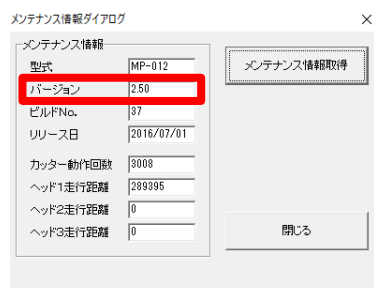 メンテナンス情報ダイアログ
メンテナンス情報
型式 MP-012
メンテナンス情報取得
バージョン 2.50
ビルドNo. 37
リリース日 2016/07/01
カッター動作回数 3008
ヘッド1走行距離 289395
ヘッド2走行距離 0
ヘッド3走行距離 0
閉じる